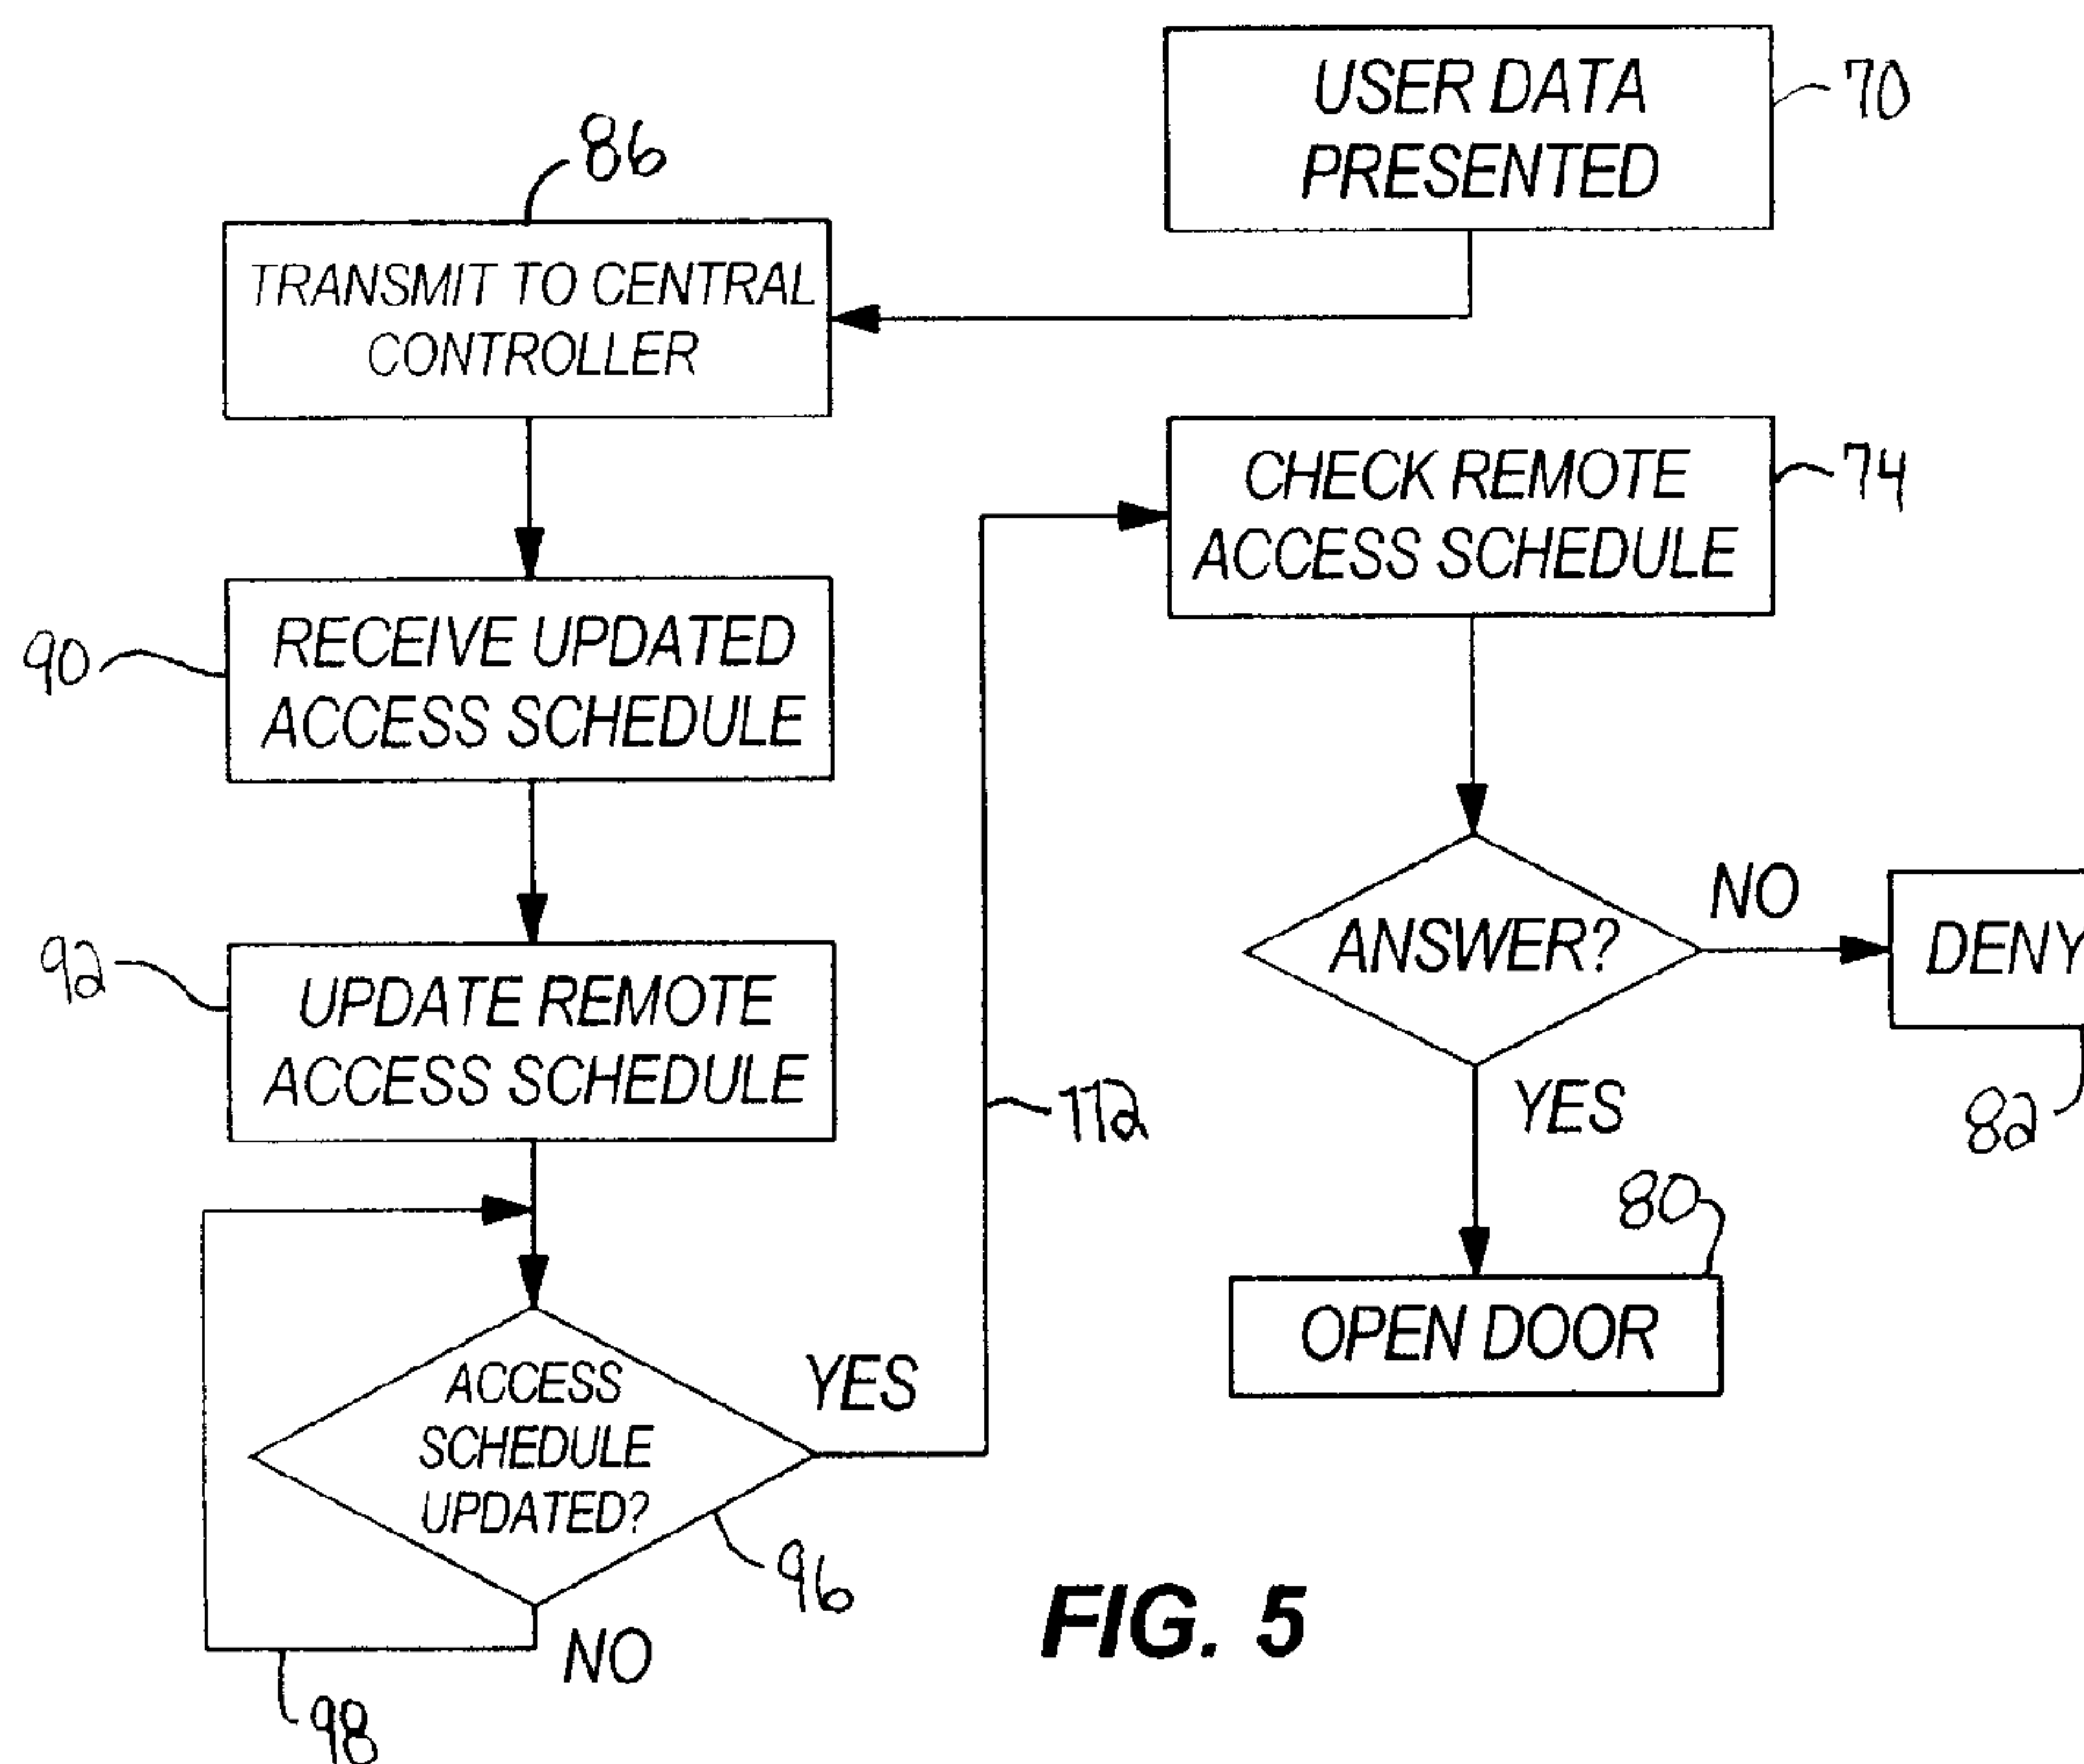 USER DATA
PRESENTED
70
86
TRANSMIT TO CENTRAL
CONTROLLER
CHECK REMOTE
ACCESS SCHEDULE
74
90
RECEIVE UPDATED
ACCESS SCHEDULE
ANSWER?
NO
DENY
82
92
UPDATE REMOTE
ACCESS SCHEDULE
112
YES
80
OPEN DOOR
ACCESS
SCHEDULE
UPDATED?
YES
96
NO
98
FIG. 5